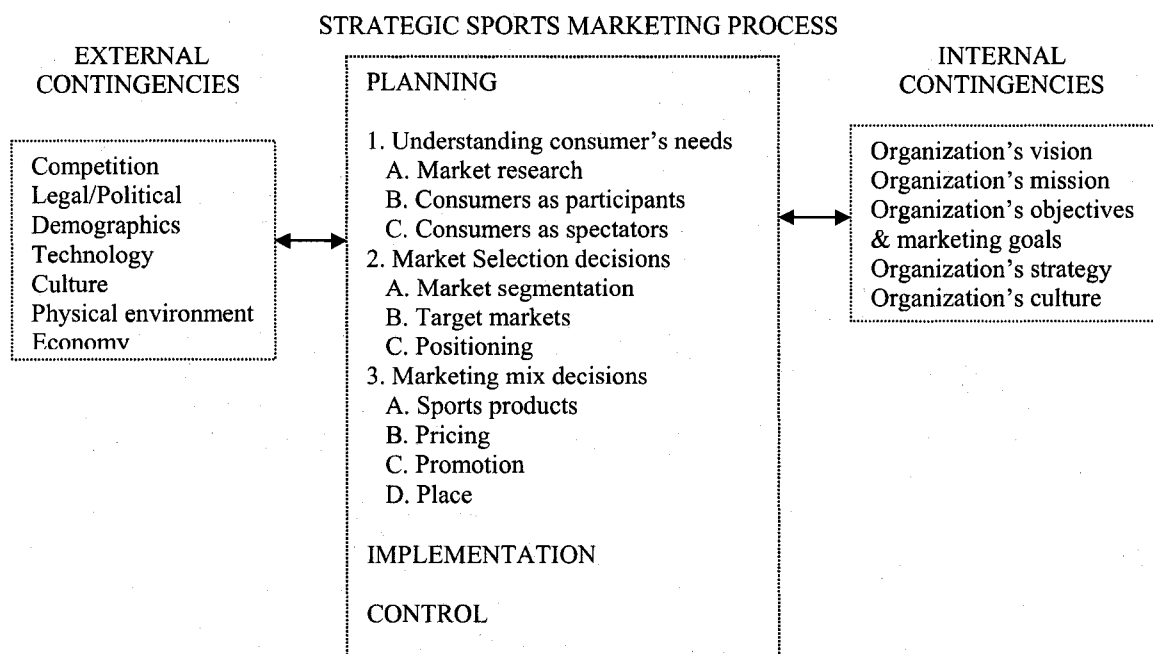 STRATEGIC SPORTS MARKETING PROCESS
EXTERNAL
CONTINGENCIES
Competition
Legal/Political
Demographics
Technology
Culture
Physical environment
Economy
PLANNING
1. Understanding consumer's needs
A. Market research
B. Consumers as participants
C. Consumers as spectators
2. Market Selection decisions
A. Market segmentation
B. Target markets
C. Positioning
3. Marketing mix decisions
A. Sports products
B. Pricing
C. Promotion
D. Place
IMPLEMENTATION
CONTROL
INTERNAL
CONTINGENCIES
Organization's vision
Organization's mission
Organization's objectives
& marketing goals
Organization's strategy
Organization's culture